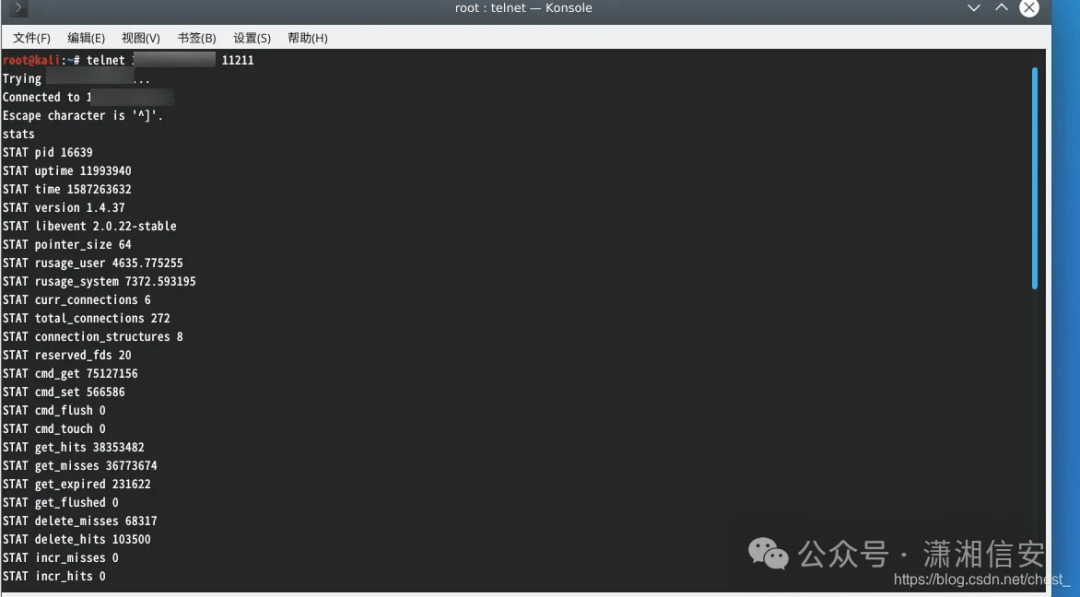 root : telnet — Konsole
文件(F) 编辑(E) 视图(V) 书签(B) 设置(S) 帮助(H)
root@kali:~# telnet 11211
Trying ...
Connected to 1
Escape character is '^]'.
stats
STAT pid 16639
STAT uptime 11993940
STAT time 1587263632
STAT version 1.4.37
STAT libevent 2.0.22-stable
STAT pointer_size 64
STAT rusage_user 4635.775255
STAT rusage_system 7372.593195
STAT curr_connections 6
STAT total_connections 272
STAT connection_structures 8
STAT reserved_fds 20
STAT cmd_get 75127156
STAT cmd_set 566586
STAT cmd_flush 0
STAT cmd_touch 0
STAT get_hits 38353482
STAT get_misses 36773674
STAT get_expired 231622
STAT get_flushed 0
STAT delete_misses 68317
STAT delete_hits 103500
STAT incr_misses 0
STAT incr_hits 0
公众号 · 潇湘信安
https://blog.csdn.net/chest_